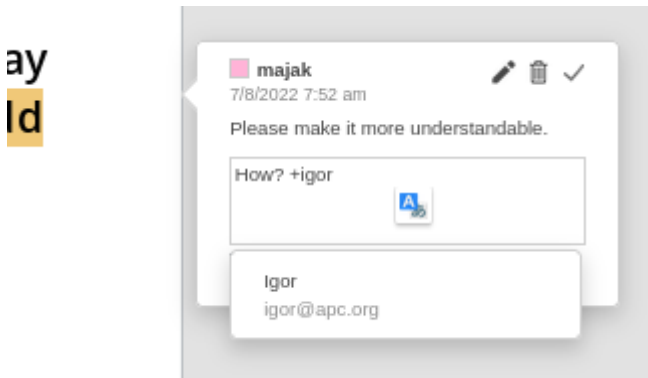 ay
ld
majak
7/8/2022 7:52 am
Please make it more understandable.
How? +igor
A
Igor
igor@apc.org